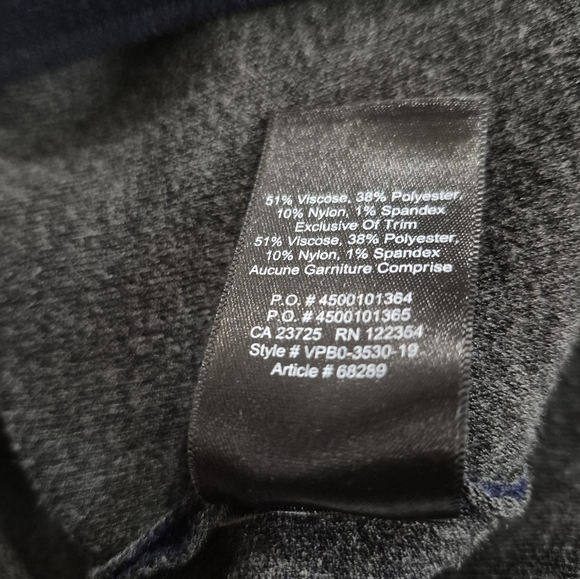 51% Viscose, 38% Polyester,
10% Nylon, 1% Spandex
Exclusive Of Trim
51% Viscose, 38% Polyester,
10% Nylon, 1% Spandex
Aucune Garniture Comprise
P.O. # 4500101364
P.O. # 4500101365
CA 23725 RN 122354
Style # VPB0-3530-19
Article # 68289